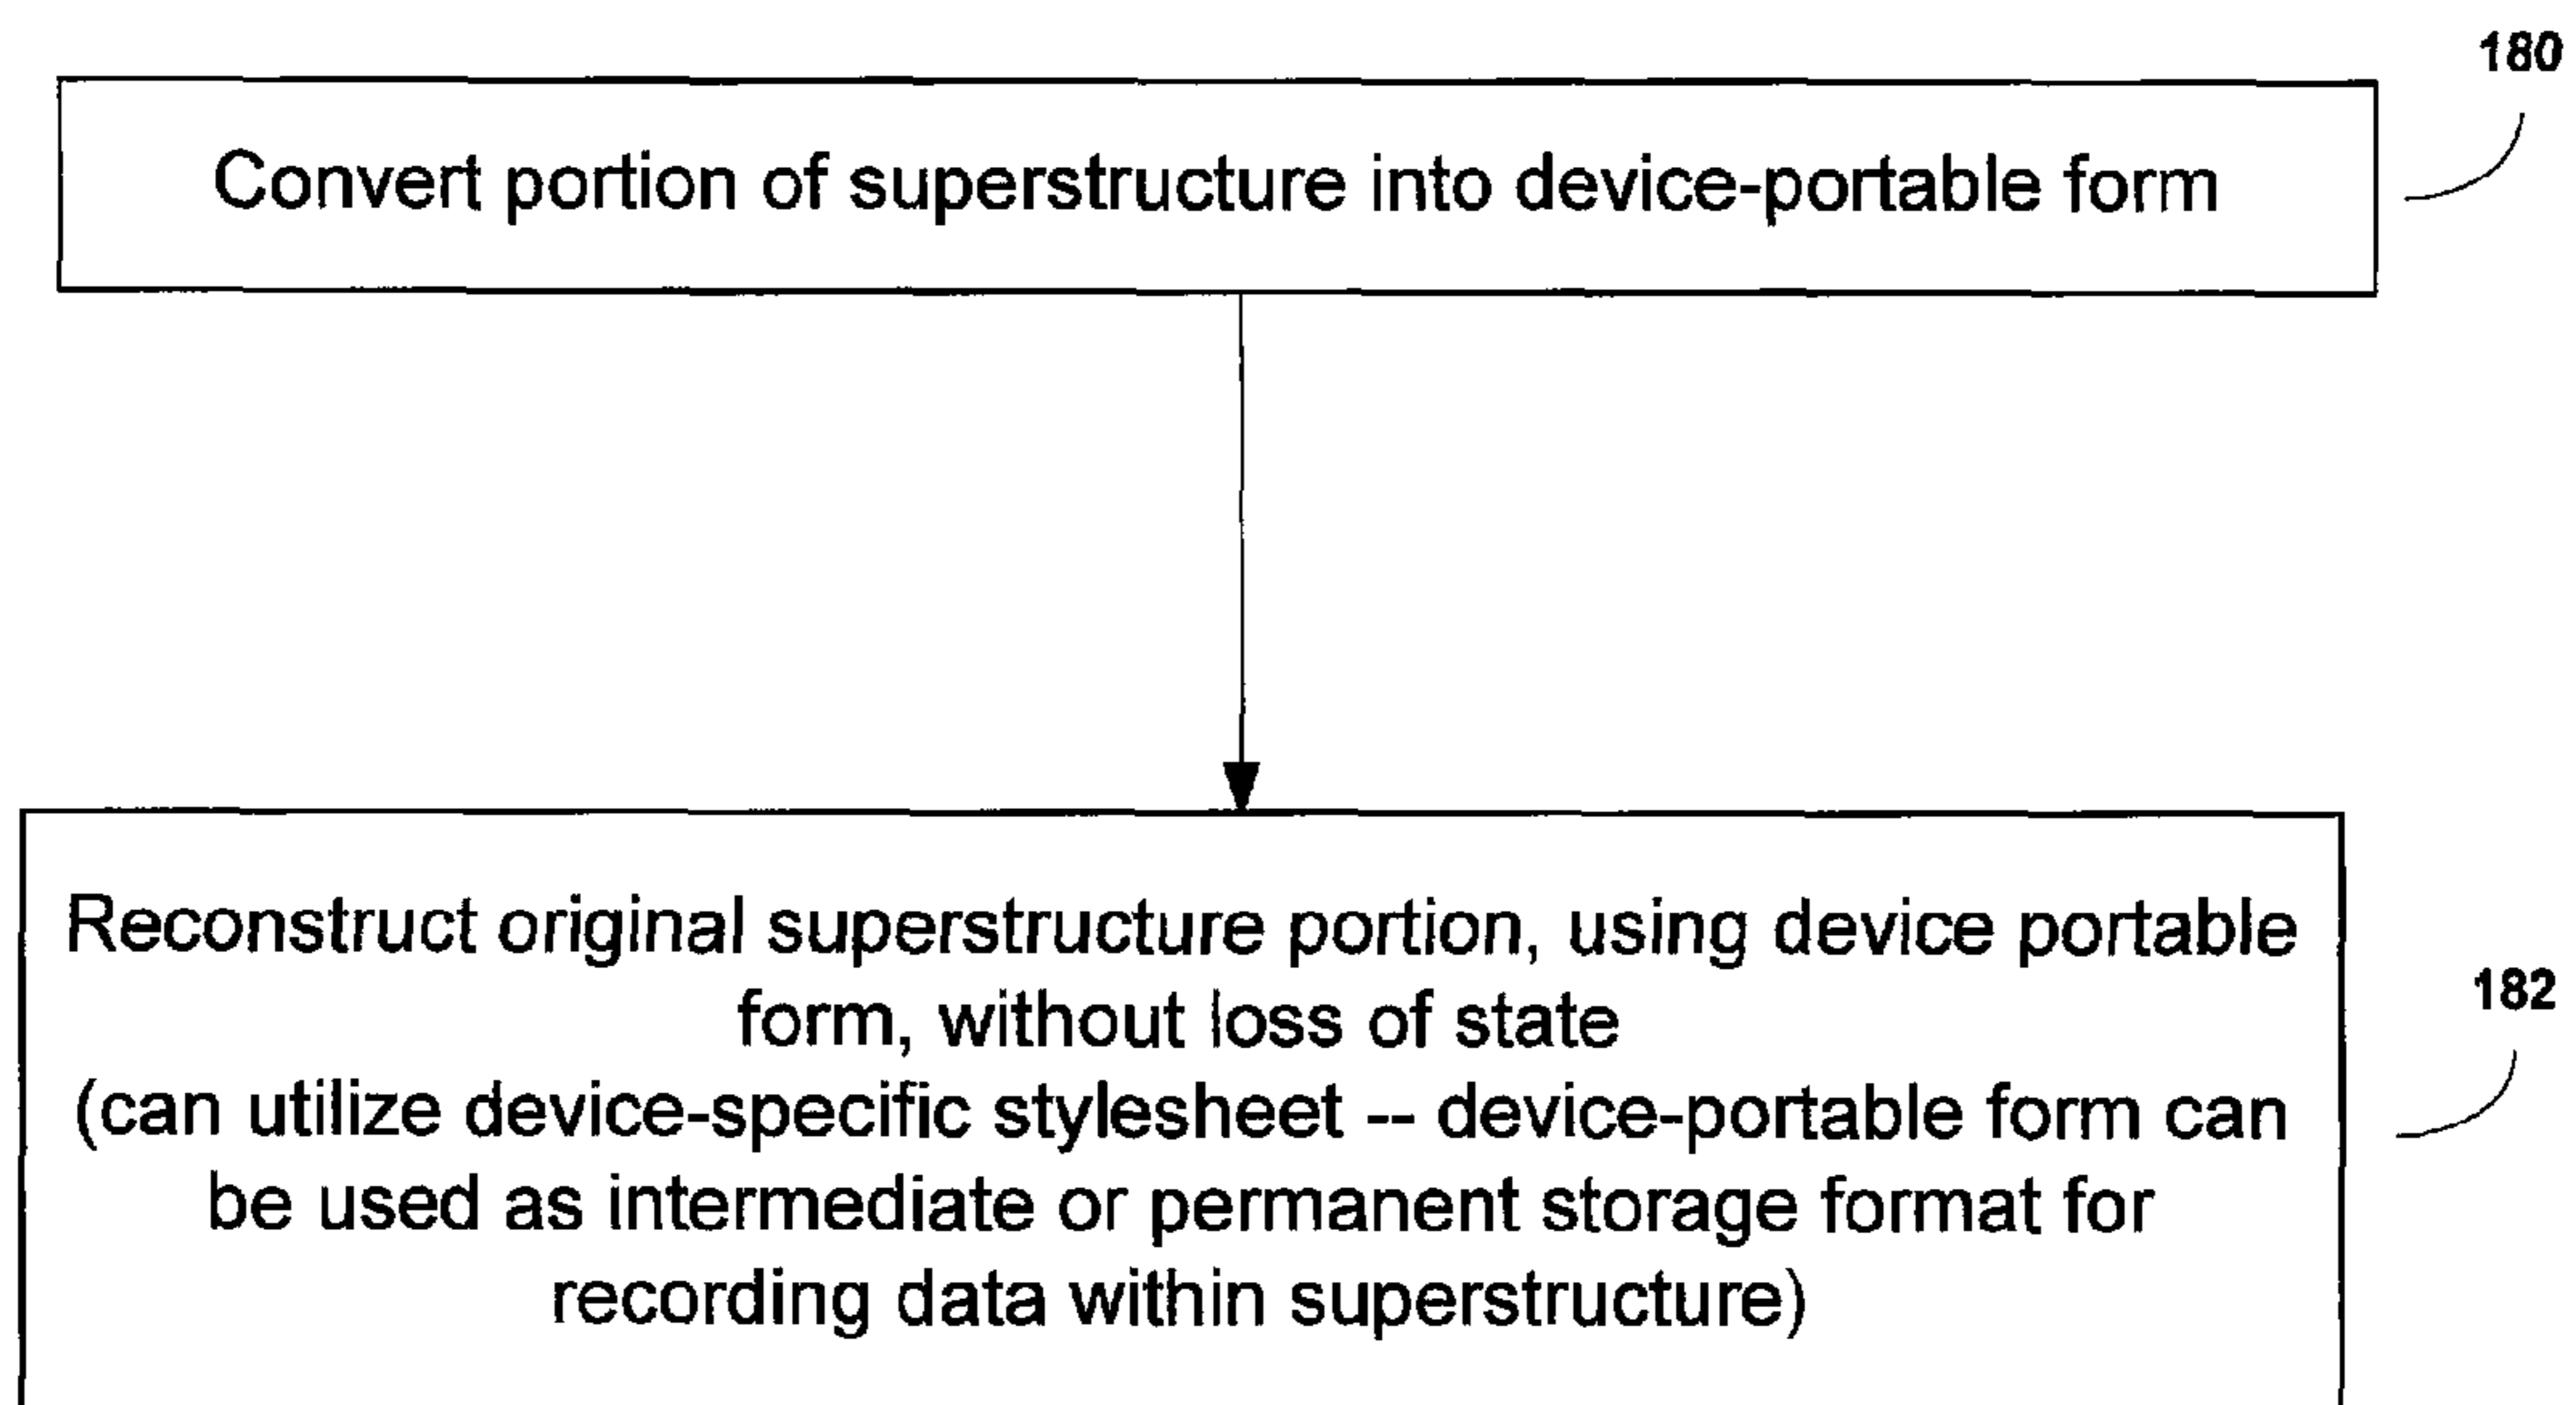 180
Convert portion of superstructure into device-portable form
Reconstruct original superstructure portion, using device portable
form, without loss of state
182
(can utilize device-specific stylesheet -- device-portable form can
be used as intermediate or permanent storage format for
recording data within superstructure)